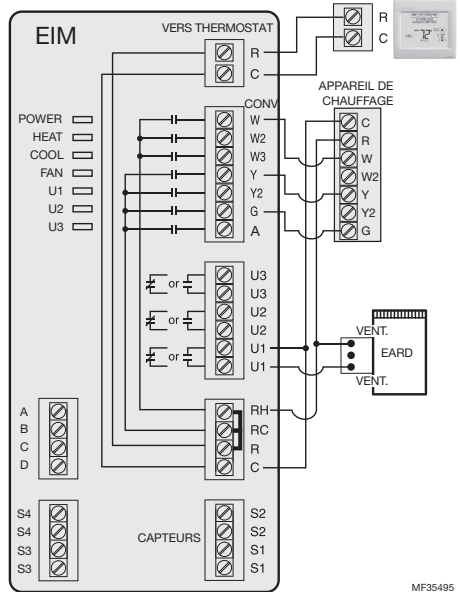 EIM
VERS THERMOSTAT
R
C
R
C
POWER
HEAT
COOL
FAN
U1
U2
U3
CONV
W
W2
W3
Y
Y2
G
A
APPAREIL DE
CHAUFFAGE
C
R
W
W2
Y
Y2
G
or
or
or
U3
U3
U2
U2
U1
U1
VENT.
EARD
VENT.
A
B
C
D
RH
RC
R
C
S4
S4
S3
S3
CAPTEURS
S2
S2
S1
S1
MF35495